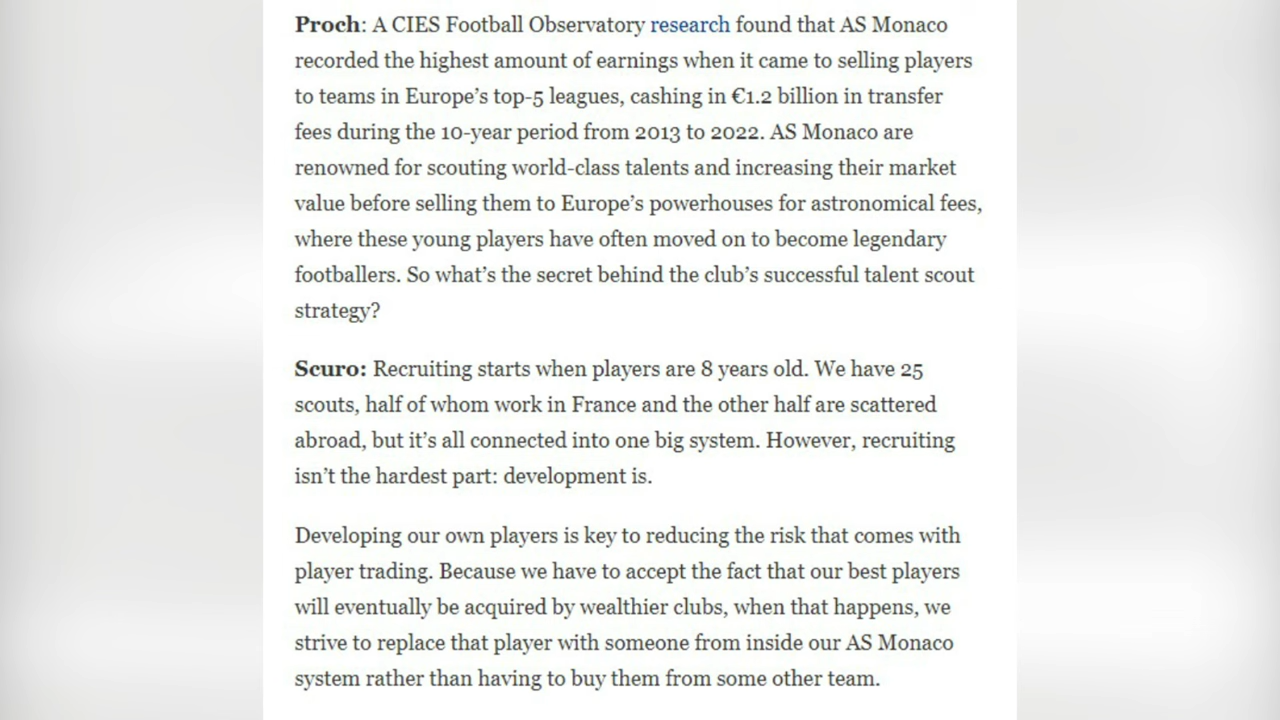 Proch: A CIES Football Observatory research found that AS Monaco
recorded the highest amount of earnings when it came to selling players
to teams in Europe’s top-5 leagues, cashing in €1.2 billion in transfer
fees during the 10-year period from 2013 to 2022. AS Monaco are
renowned for scouting world-class talents and increasing their market
value before selling them to Europe’s powerhouses for astronomical fees,
where these young players have often moved on to become legendary
footballers. So what’s the secret behind the club’s successful talent scout
strategy?
Scuro: Recruiting starts when players are 8 years old. We have 25
scouts, half of whom work in France and the other half are scattered
abroad, but it’s all connected into one big system. However, recruiting
isn’t the hardest part: development is.
Developing our own players is key to reducing the risk that comes with
player trading. Because we have to accept the fact that our best players
will eventually be acquired by wealthier clubs, when that happens, we
strive to replace that player with someone from inside our AS Monaco
system rather than having to buy them from some other team.